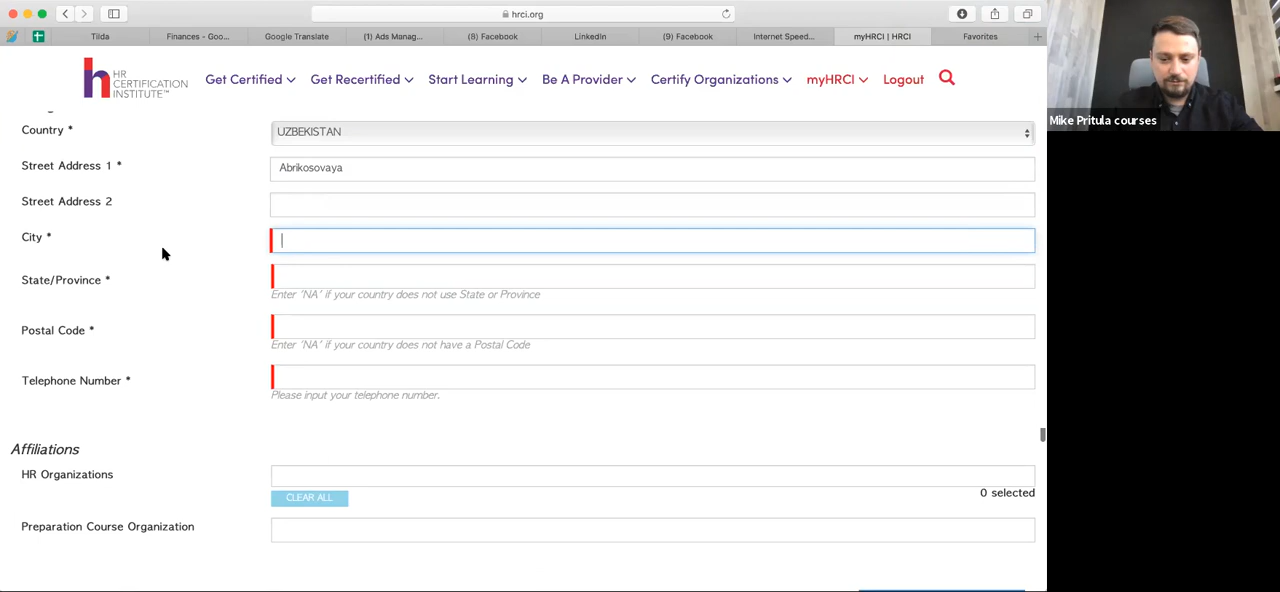 hrci.org
Tilda
Finances - Goo...
Google Translate
(1) Ads Manag...
(8) Facebook
LinkedIn
(9) Facebook
Internet Speed...
myHRCI | HRCI
Favorites
HR
CERTIFICATION
INSTITUTE™
Get Certified
Get Recertified
Start Learning
Be A Provider
Certify Organizations
myHRCI
Logout
Mike Pritula courses
Country *
UZBEKISTAN
Street Address 1 *
Abrikosovaya
Street Address 2
City *
State/Province *
Enter 'NA' if your country does not use State or Province
Postal Code *
Enter 'NA' if your country does not have a Postal Code
Telephone Number *
Please input your telephone number.
Affiliations
HR Organizations
CLEAR ALL
0 selected
Preparation Course Organization